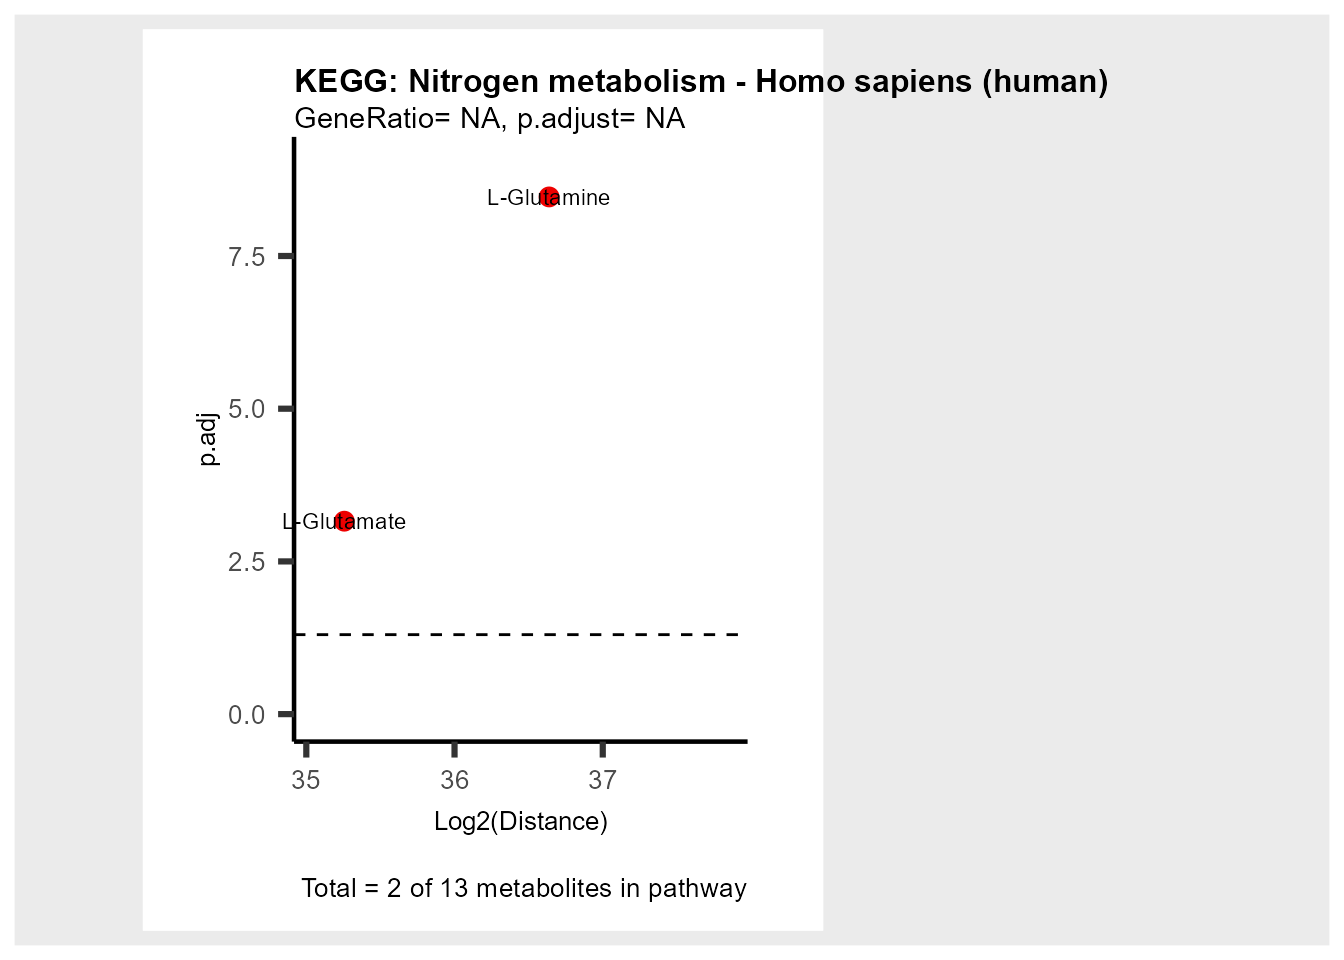 KEGG: Nitrogen metabolism - Homo sapiens (human)
GeneRatio= NA, p.adjust= NA
L-Glutamine
7.5
5.0
p.adj
L-Glutamate
2.5
0.0
35 36 37
Log2(Distance)
Total = 2 of 13 metabolites in pathway